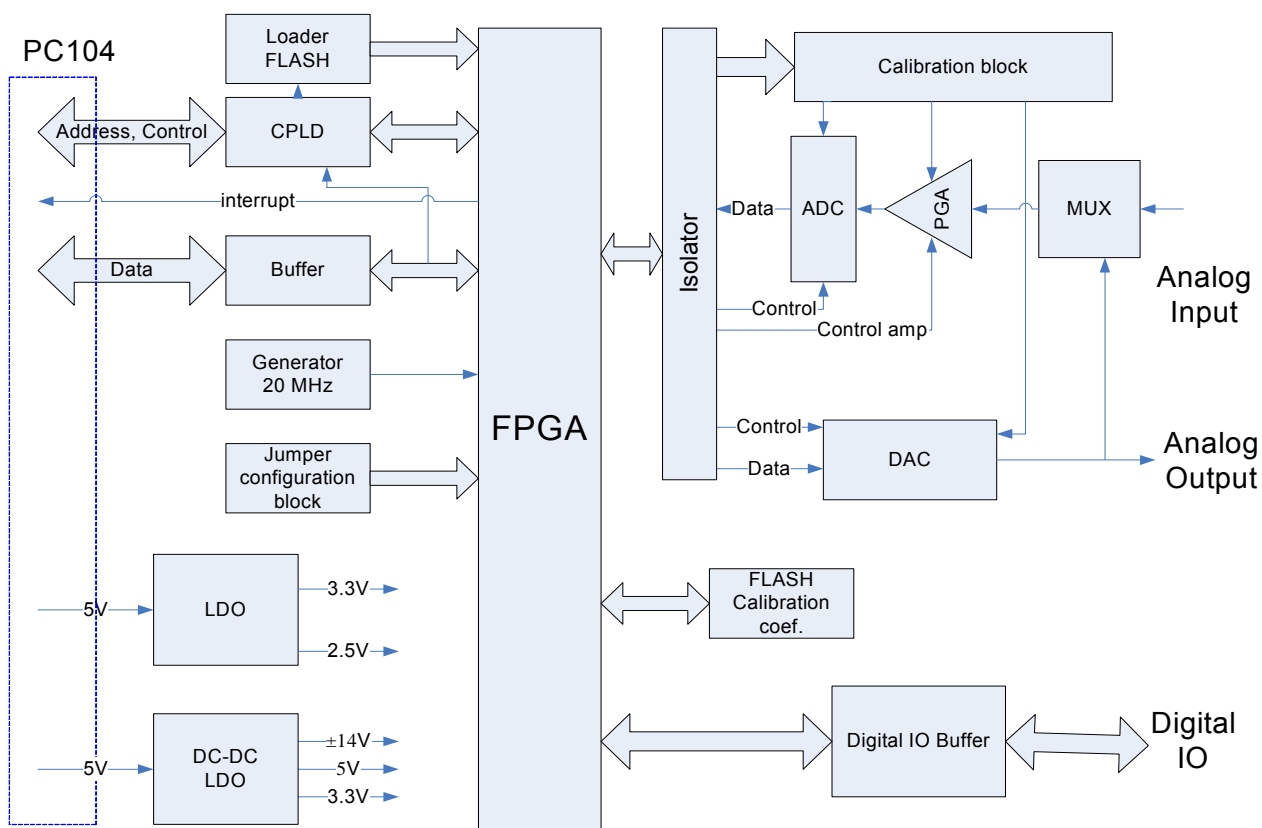 PC104
Loader
FLASH
Address, Control
CPLD
interrupt
Data
Buffer
Generator
20 MHz
Jumper
configuration
block
5V
LDO
3.3V
2.5V
5V
DC-DC
LDO
±14V
5V
3.3V
FPGA
Isolator
Calibration block
Data
ADC
PGA
MUX
Analog
Input
Control
Control amp
Control
Data
DAC
Analog
Output
FLASH
Calibration
coef.
Digital IO Buffer
Digital
IO